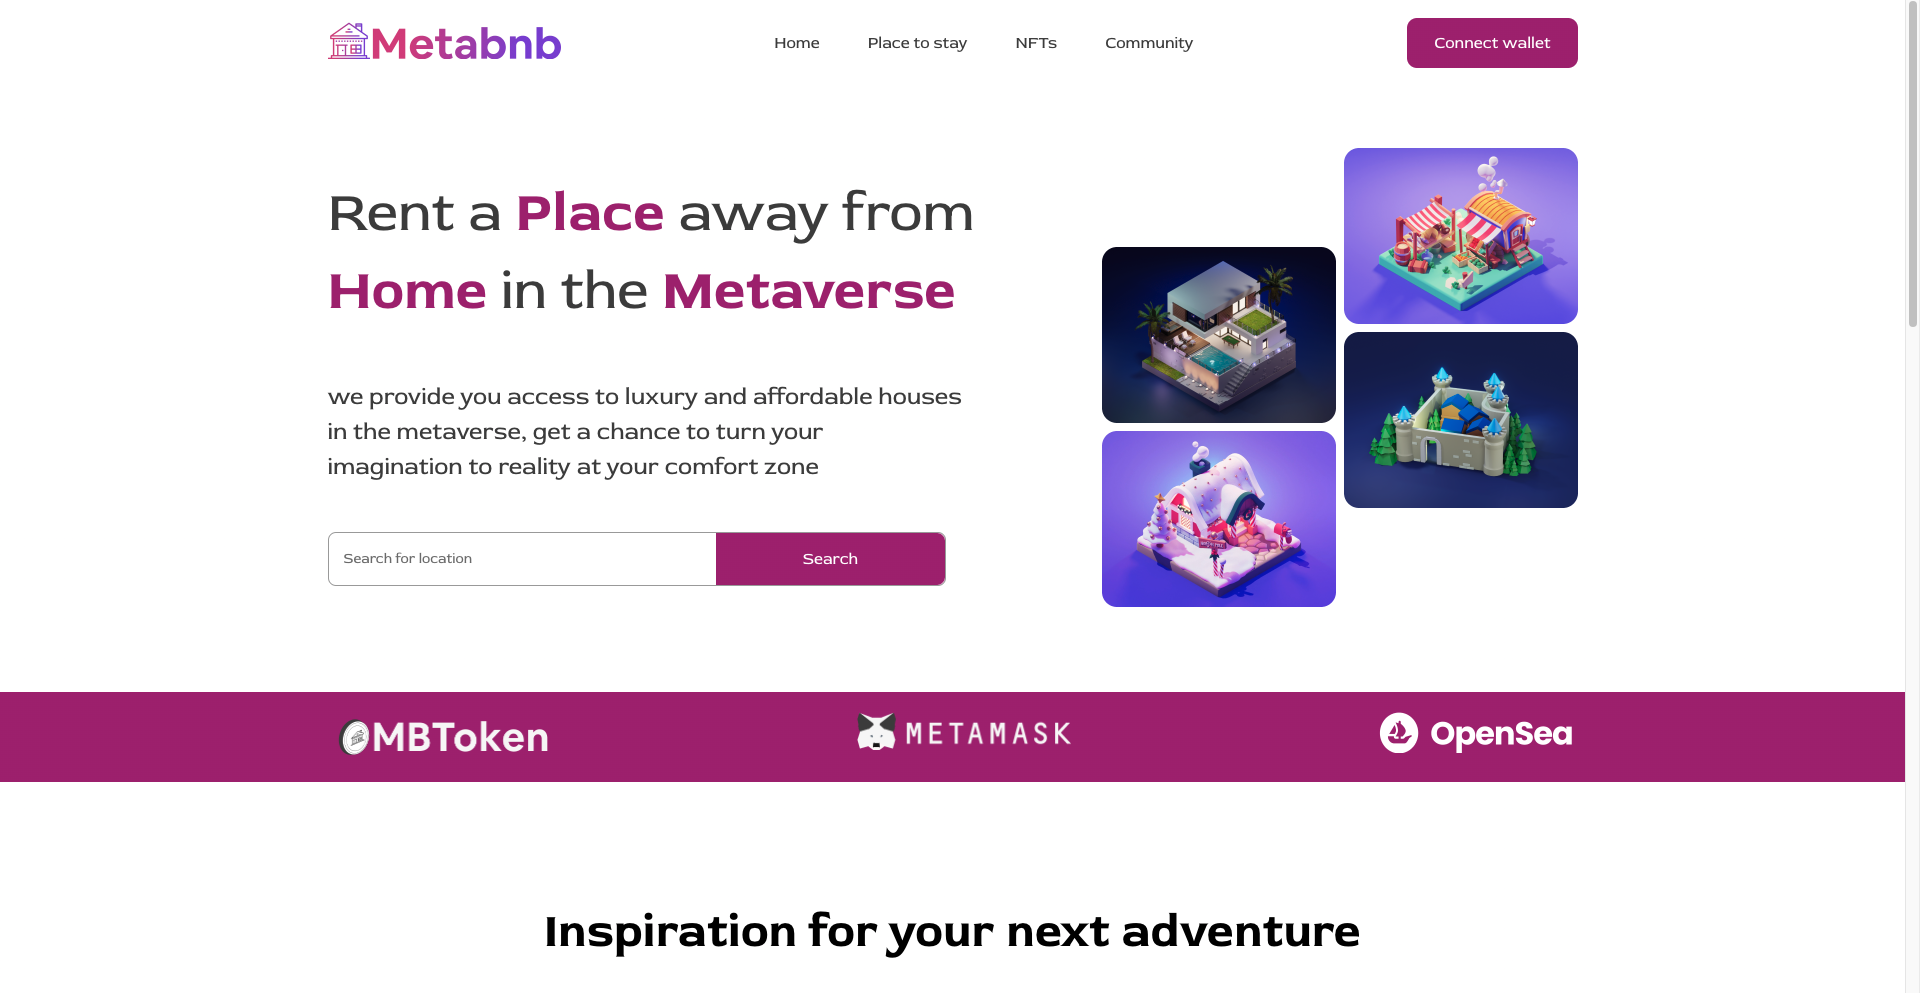 Metabnb
Home
Place to stay
NFTs
Community
Connect wallet
Rent a Place away from
Home in the Metaverse
we provide you access to luxury and affordable houses
in the metaverse, get a chance to turn your
imagination to reality at your comfort zone
Search for location
Search
MBToken
METAMASK
OpenSea
Inspiration for your next adventure